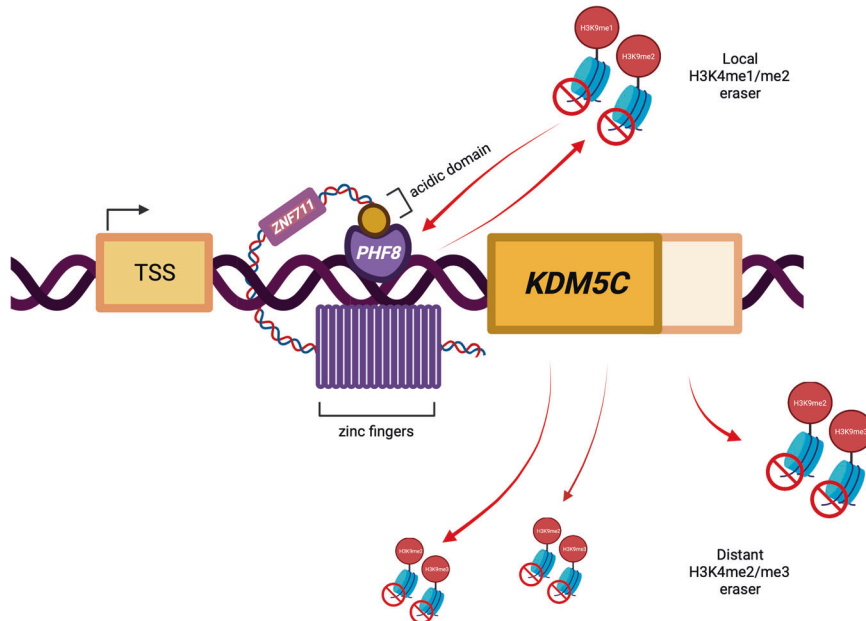 H3K9me1
H3K9me2
Local
H3K4me1/me2
eraser
acidic domain
ZNF711
PHF8
TSS
KDM5C
zinc fingers
H3K9me2
H3K9me3
H3K9me2
H3K9me3
H3K9me2
H3K9me3
Distant
H3K4me2/me3
eraser